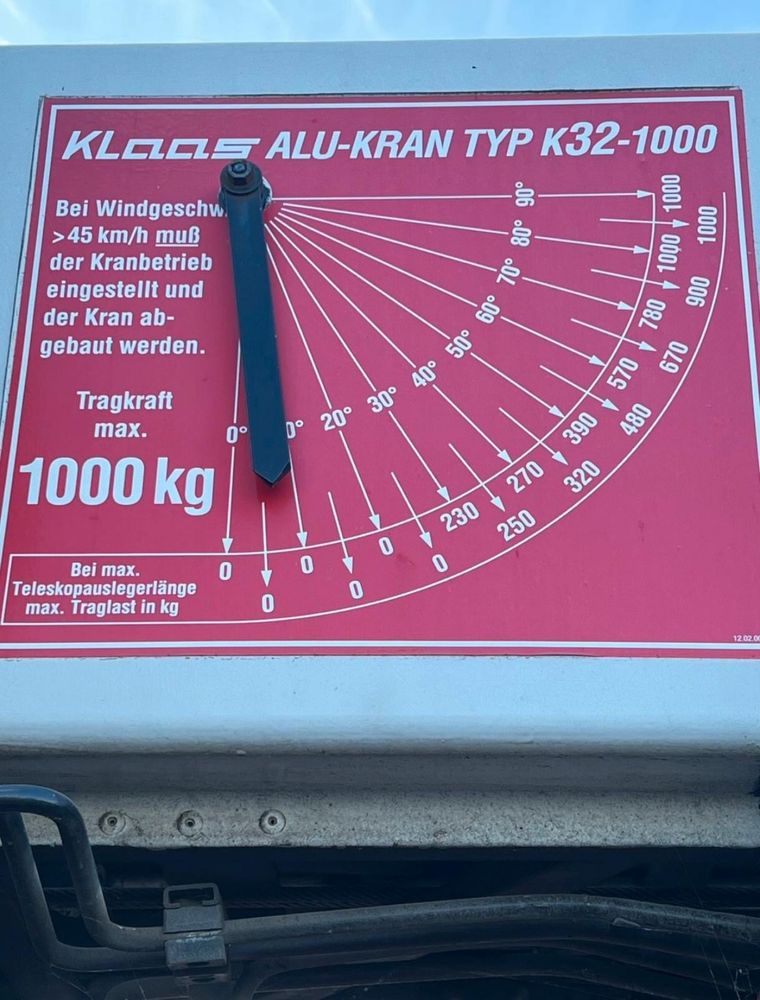 KLaas ALU-KRAN TYP K32-1000
Bei Windgeschw
>45 km/h muß
der Kranbetrieb
eingestellt und
der Kran ab-
gebaut werden.
Tragkraft
max.
1000 kg
90°
80°
70°
60°
50°
40°
30°
20°
0°
0°
1000
1000
780
570
390
270
230
0
0
0
1000
900
670
480
320
250
0
0
0
Bei max.
Teleskopauslegerlänge
max. Traglast in kg